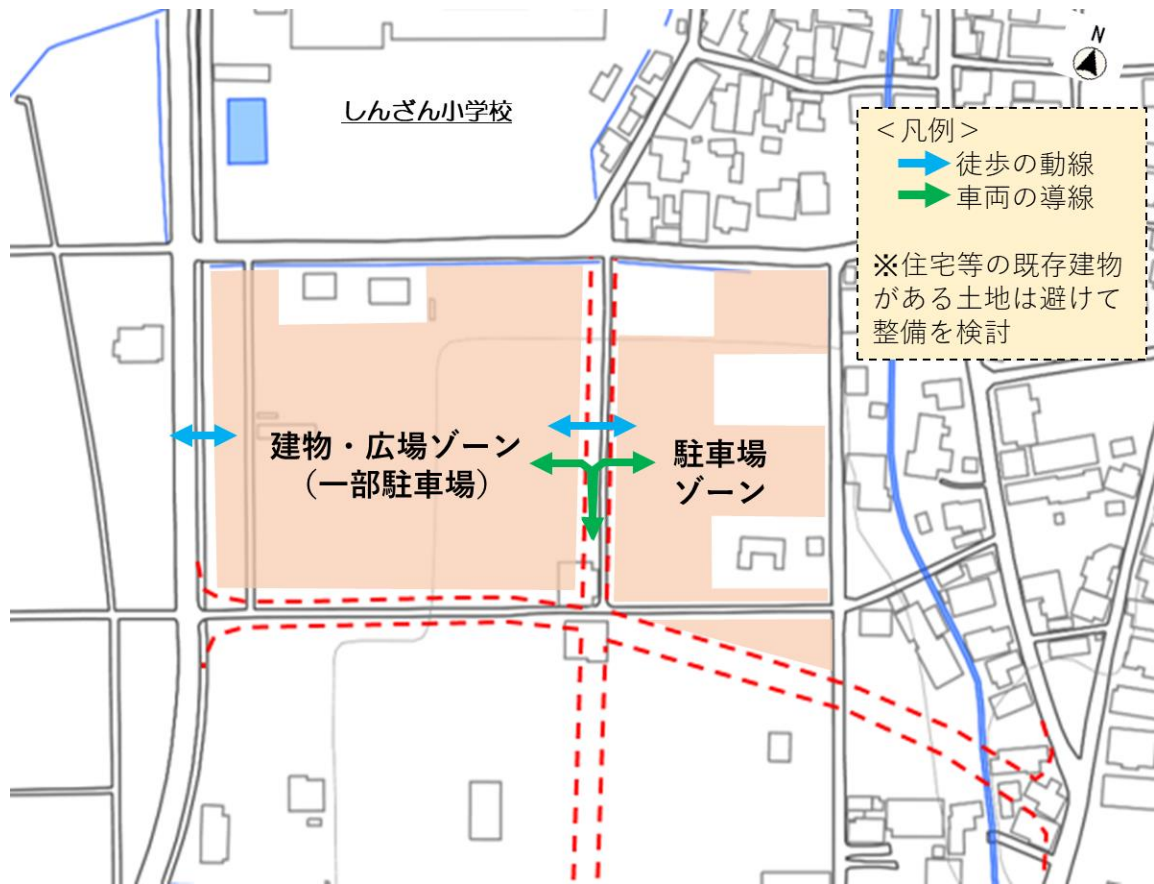 N
しんざん小学校
＜凡例＞
徒歩の動線
車両の導線
※住宅等の既存建物
がある土地は避けて
整備を検討
建物・広場ゾーン
（一部駐車場）
駐車場
ゾーン